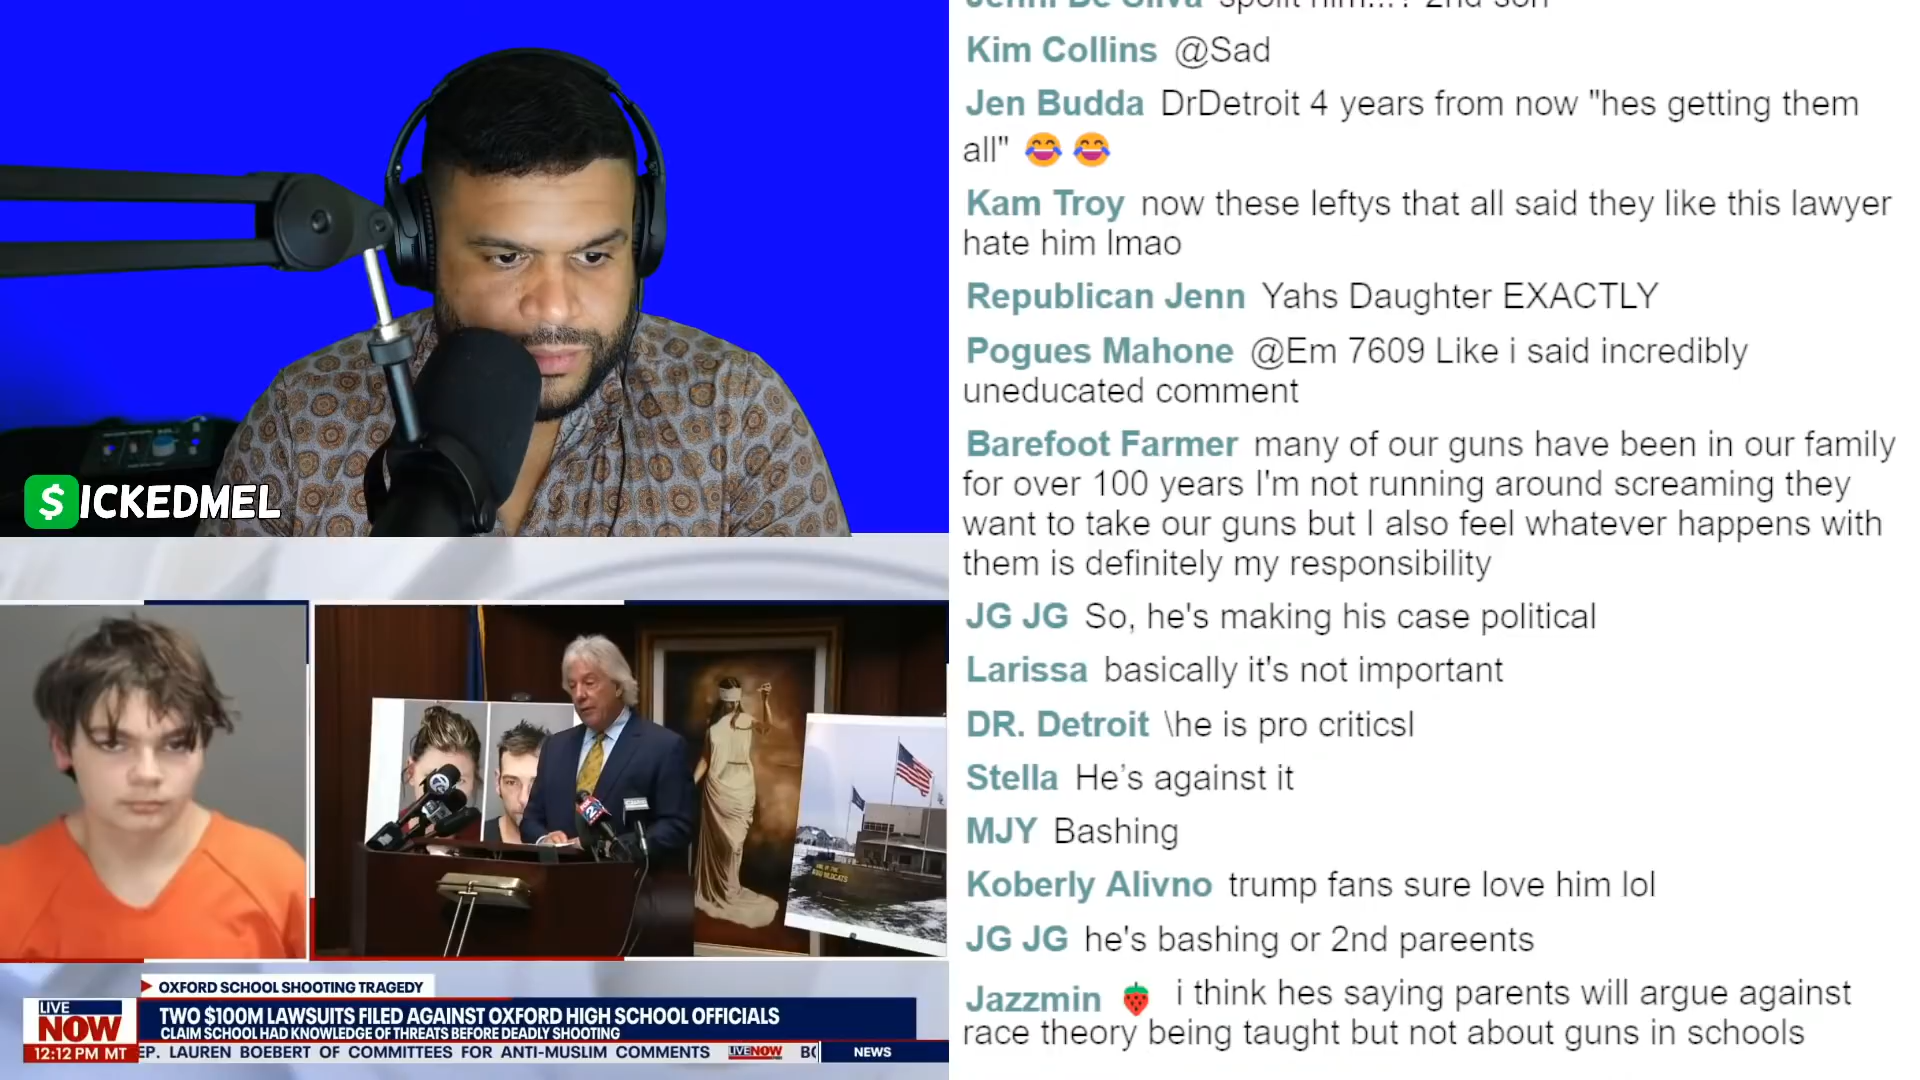 $ICKEDMEL
OXFORD SCHOOL SHOOTING TRAGEDY
LIVE
NOW
TWO $100M LAWSUITS FILED AGAINST OXFORD HIGH SCHOOL OFFICIALS
CLAIM SCHOOL HAD KNOWLEDGE OF THREATS BEFORE DEADLY SHOOTING
12:12 PM MT
EP. LAUREN BOEBERT OF COMMITTEES FOR ANTI-MUSLIM COMMENTS LIVE NOW
NEWS
Jenni De Silva spoilt him...? 2nd son
Kim Collins @Sad
Jen Budda DrDetroit 4 years from now "hes getting them
all" 😂 😂
Kam Troy now these leftys that all said they like this lawyer
hate him lmao
Republican Jenn Yahs Daughter EXACTLY
Pogues Mahone @Em 7609 Like i said incredibly
uneducated comment
Barefoot Farmer many of our guns have been in our family
for over 100 years I'm not running around screaming they
want to take our guns but I also feel whatever happens with
them is definitely my responsibility
JG JG So, he's making his case political
Larissa basically it's not important
DR. Detroit \he is pro criticsl
Stella He’s against it
MJY Bashing
Koberly Alivno trump fans sure love him lol
JG JG he's bashing or 2nd pareents
Jazzmin 🍓 i think hes saying parents will argue against
race theory being taught but not about guns in schools